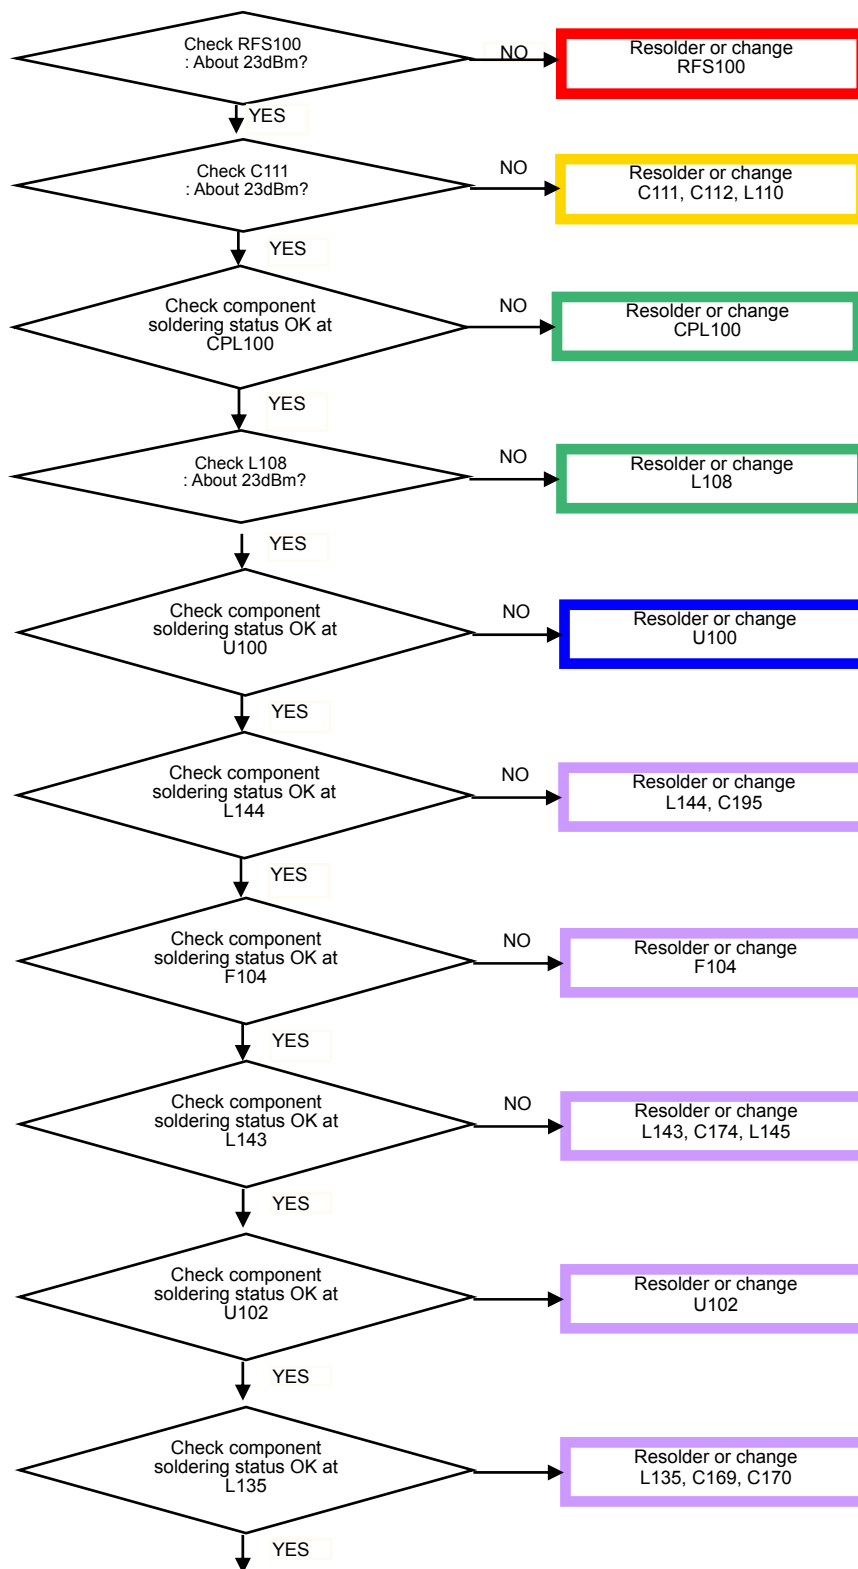 Check RFS100
: About 23dBm?
NO
Resolder or change
RFS100
YES
Check C111
: About 23dBm?
NO
Resolder or change
C111, C112, L110
YES
Check component
soldering status OK at
CPL100
NO
Resolder or change
CPL100
YES
Check L108
: About 23dBm?
NO
Resolder or change
L108
YES
Check component
soldering status OK at
U100
NO
Resolder or change
U100
YES
Check component
soldering status OK at
L144
NO
Resolder or change
L144, C195
YES
Check component
soldering status OK at
F104
NO
Resolder or change
F104
YES
Check component
soldering status OK at
L143
NO
Resolder or change
L143, C174, L145
YES
Check component
soldering status OK at
U102
Resolder or change
U102
YES
Check component
soldering status OK at
L135
Resolder or change
L135, C169, C170
YES